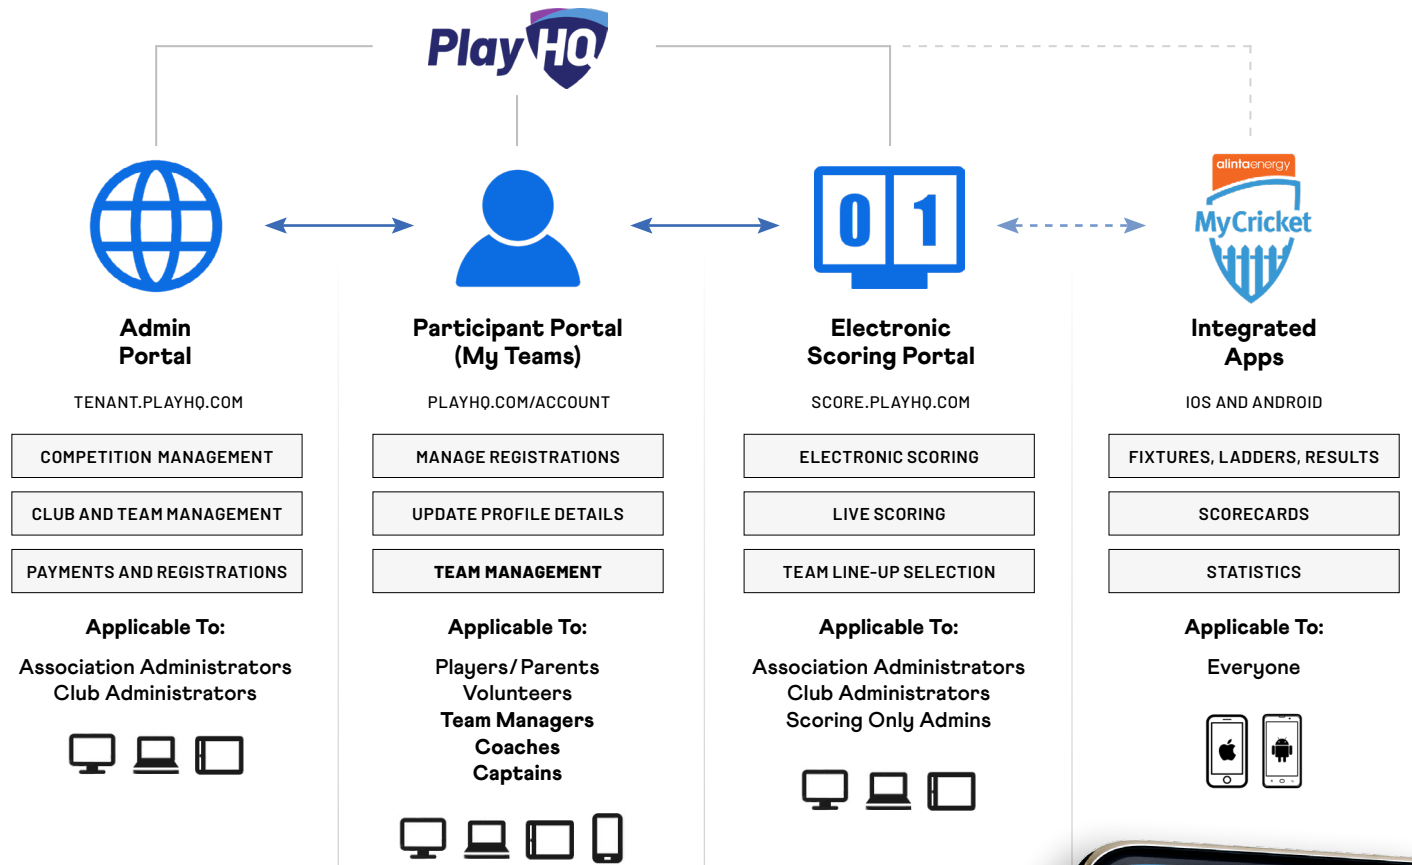 PlayHQ
alintaenergy
MyCricket
01
Admin
Portal
TENANT.PLAYHQ.COM
COMPETITION MANAGEMENT
CLUB AND TEAM MANAGEMENT
PAYMENTS AND REGISTRATIONS
Applicable To:
Association Administrators
Club Administrators
Participant Portal
(My Teams)
PLAYHQ.COM/ACCOUNT
MANAGE REGISTRATIONS
UPDATE PROFILE DETAILS
TEAM MANAGEMENT
Applicable To:
Players/Parents
Volunteers
Team Managers
Coaches
Captains
Electronic
Scoring Portal
SCORE.PLAYHQ.COM
ELECTRONIC SCORING
LIVE SCORING
TEAM LINE-UP SELECTION
Applicable To:
Association Administrators
Club Administrators
Scoring Only Admins
Integrated
Apps
IOS AND ANDROID
FIXTURES, LADDERS, RESULTS
SCORECARDS
STATISTICS
Applicable To:
Everyone